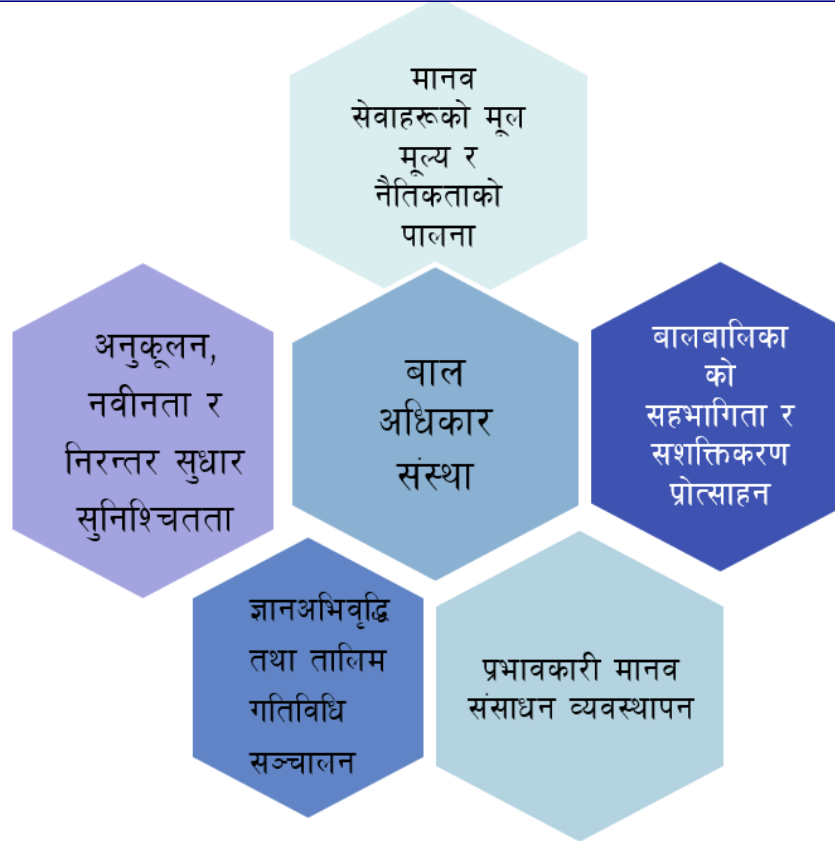 मानव
सेवाहरूको मूल
मूल्य र
नैतिकताको
पालना
अनुकूलन,
नवीनता र
निरन्तर सुधार
सुनिश्चितता
बाल
अधिकार
संस्था
बालबालिका
को
सहभागिता र
सशक्तिकरण
प्रोत्साहन
ज्ञानअभिवृद्धि
तथा तालिम
गतिविधि
सञ्चालन
प्रभावकारी मानव
संसाधन व्यवस्थापन